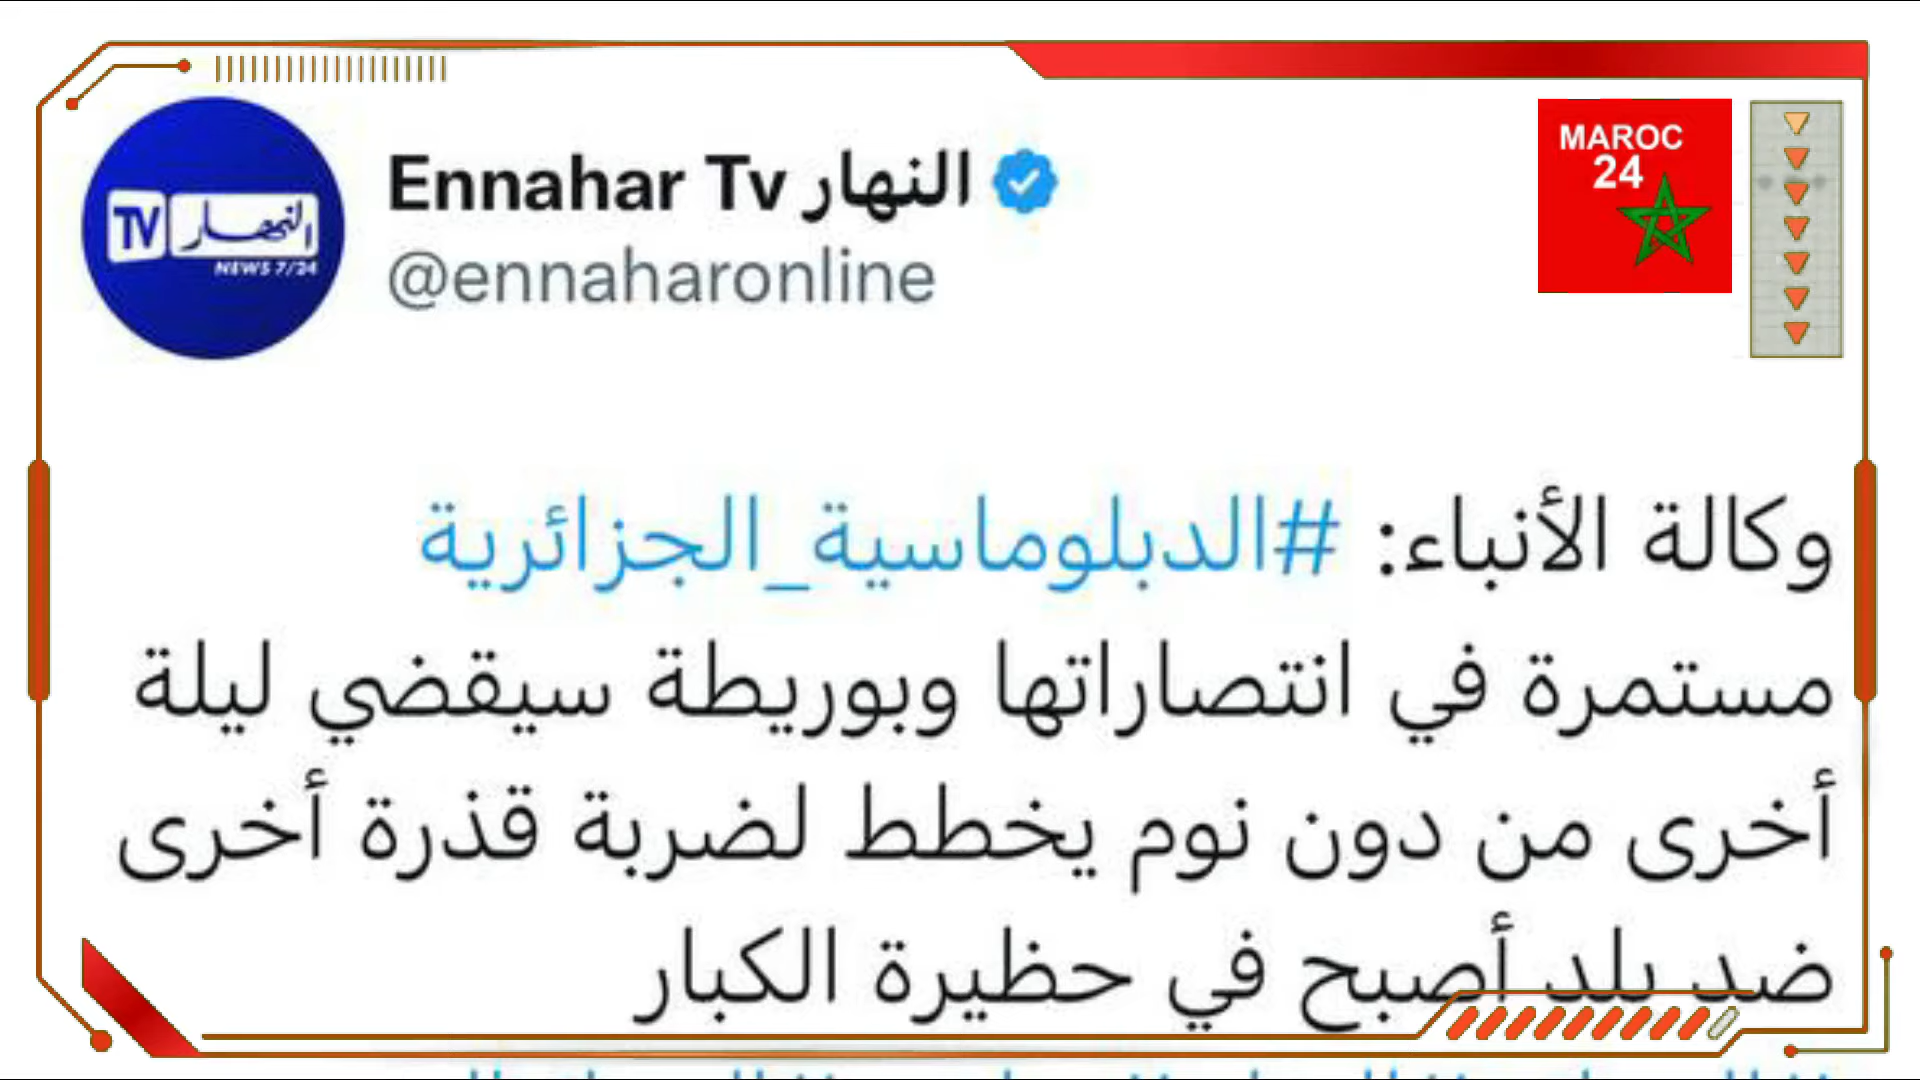 MAROC
24
Ennahar Tv النهار
@ennaharonline
TV النهار
NEWS 7/24
وكالة الأنباء: #الدبلوماسية_الجزائرية
مستمرة في انتصاراتها وبوريطة سيقضي ليلة
أخرى من دون نوم يخطط لضربة قذرة أخرى
ضد بلد أصبح في حظيرة الكبار